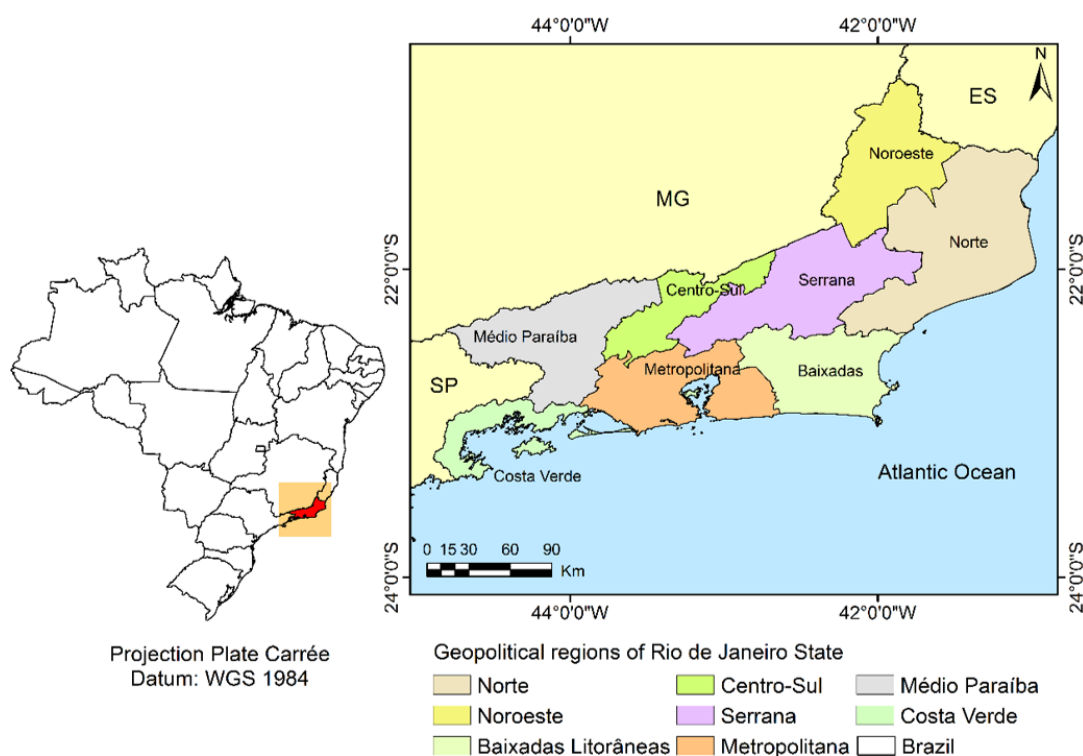 44°0'0"W 42°0'0"W
N
ES
Noroeste
MG
Norte
22°0'0"S 22°0'0"S
Serrana
Centro-Sul
Médio Paraíba
Metropolitana Baixadas
SP
Costa Verde Atlantic Ocean
0 15 30 60 90
Km
24°0'0"S 24°0'0"S
44°0'0"W 42°0'0"W
Projection Plate Carrée
Datum: WGS 1984
Geopolitical regions of Rio de Janeiro State
Norte Centro-Sul Médio Paraíba
Noroeste Serrana Costa Verde
Baixadas Litorâneas Metropolitana Brazil